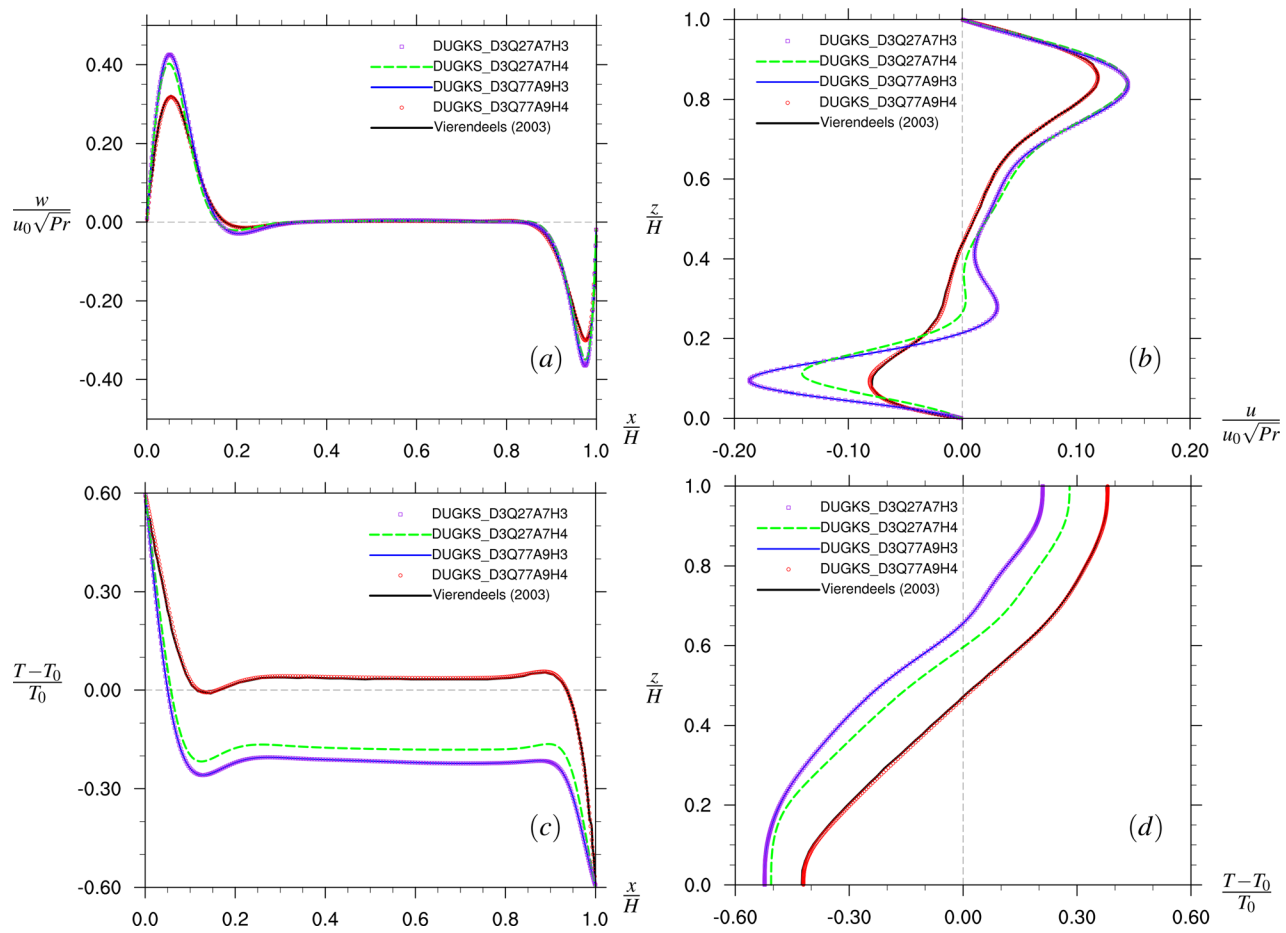 0.40
0.20
0.00
-0.20
-0.40
w
u₀√Pr
DUGKS_D3Q27A7H3
DUGKS_D3Q27A7H4
DUGKS_D3Q77A9H3
DUGKS_D3Q77A9H4
Vierendeels (2003)
(a)
0.0 0.2 0.4 0.6 0.8 1.0
x
H
1.0
0.8
0.6
0.4
0.2
0.0
z
H
DUGKS_D3Q27A7H3
DUGKS_D3Q27A7H4
DUGKS_D3Q77A9H3
DUGKS_D3Q77A9H4
Vierendeels (2003)
(b)
-0.20 -0.10 0.00 0.10 0.20
u
u₀√Pr
0.60
0.30
0.00
-0.30
-0.60
T−T₀
T₀
DUGKS_D3Q27A7H3
DUGKS_D3Q27A7H4
DUGKS_D3Q77A9H3
DUGKS_D3Q77A9H4
Vierendeels (2003)
(c)
0.0 0.2 0.4 0.6 0.8 1.0
x
H
1.0
0.8
0.6
0.4
0.2
0.0
z
H
DUGKS_D3Q27A7H3
DUGKS_D3Q27A7H4
DUGKS_D3Q77A9H3
DUGKS_D3Q77A9H4
Vierendeels (2003)
(d)
-0.60 -0.30 0.00 0.30 0.60
T−T₀
T₀